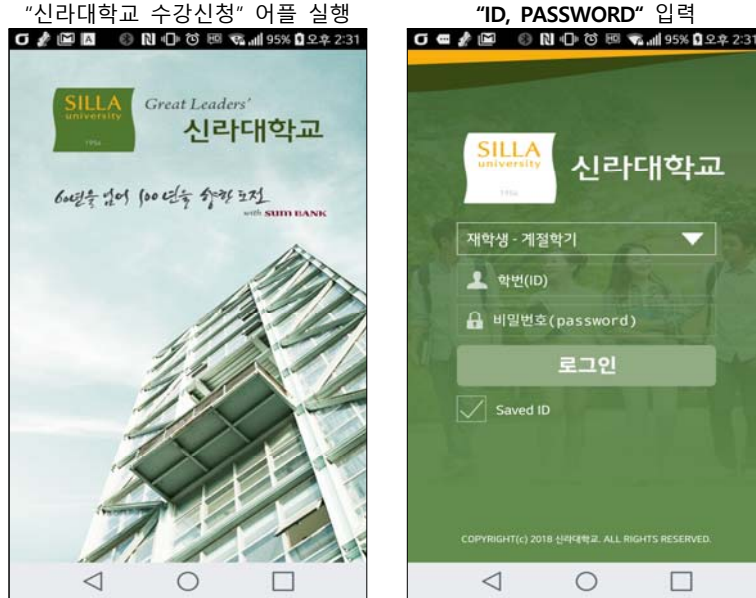 "신라대학교 수강신청" 어플 실행
95% 오후 2:31
SILLA
university
1954
Great Leaders'
신라대학교
60년을 넘어 100년을 향한 도전
with SUM BANK
"ID, PASSWORD" 입력
95% 오후 2:31
SILLA
university
1954
신라대학교
재학생 - 계절학기
학번(ID)
비밀번호(password)
로그인
Saved ID
COPYRIGHT(c) 2018 신라대학교. ALL RIGHTS RESERVED.